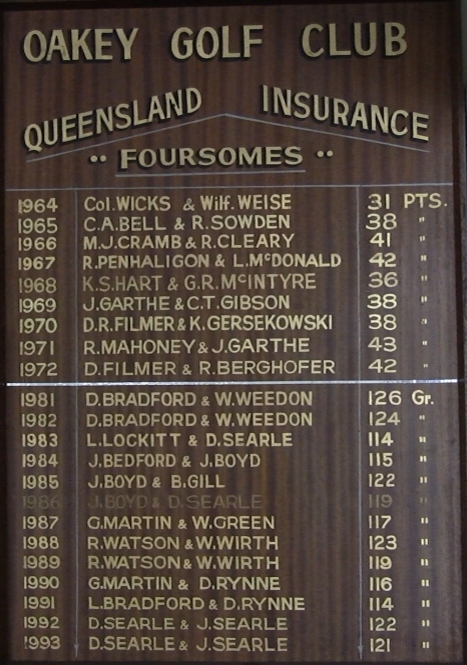 OAKEY GOLF CLUB
QUEENSLAND INSURANCE
" FOURSOMES "
1964 Col. WICKS & Wilf. WEISE 31 PTS.
1965 C.A.BELL & R.SOWDEN 38 "
1966 M.J.CRAMB & R.CLEARY 41 "
1967 R.PENHALIGON & L.McDONALD 42 "
1968 K.S.HART & G.R.McINTYRE 36 "
1969 J.GARTHE & C.T.GIBSON 38 "
1970 D.R.FILMER & K.GERSEKOWSKI 38 "
1971 R.MAHONEY & J.GARTHE 43 "
1972 D.FILMER & R.BERGHOFER 42 "
1981 D.BRADFORD & W.WEEDON 126 Gr.
1982 D.BRADFORD & W.WEEDON 124 "
1983 L.LOCKITT & D.SEARLE 114 "
1984 J.BEDFORD & J.BOYD 115 "
1985 J.BOYD & B.GILL 122 "
1986 J.BOYD & D.SEARLE 119 "
1987 G.MARTIN & W.GREEN 117 "
1988 R.WATSON & W.WIRTH 123 "
1989 R.WATSON & W.WIRTH 119 "
1990 G.MARTIN & D.RYNNE 116 "
1991 L.BRADFORD & D.RYNNE 114 "
1992 D.SEARLE & J.SEARLE 122 "
1993 D.SEARLE & J.SEARLE 121 "